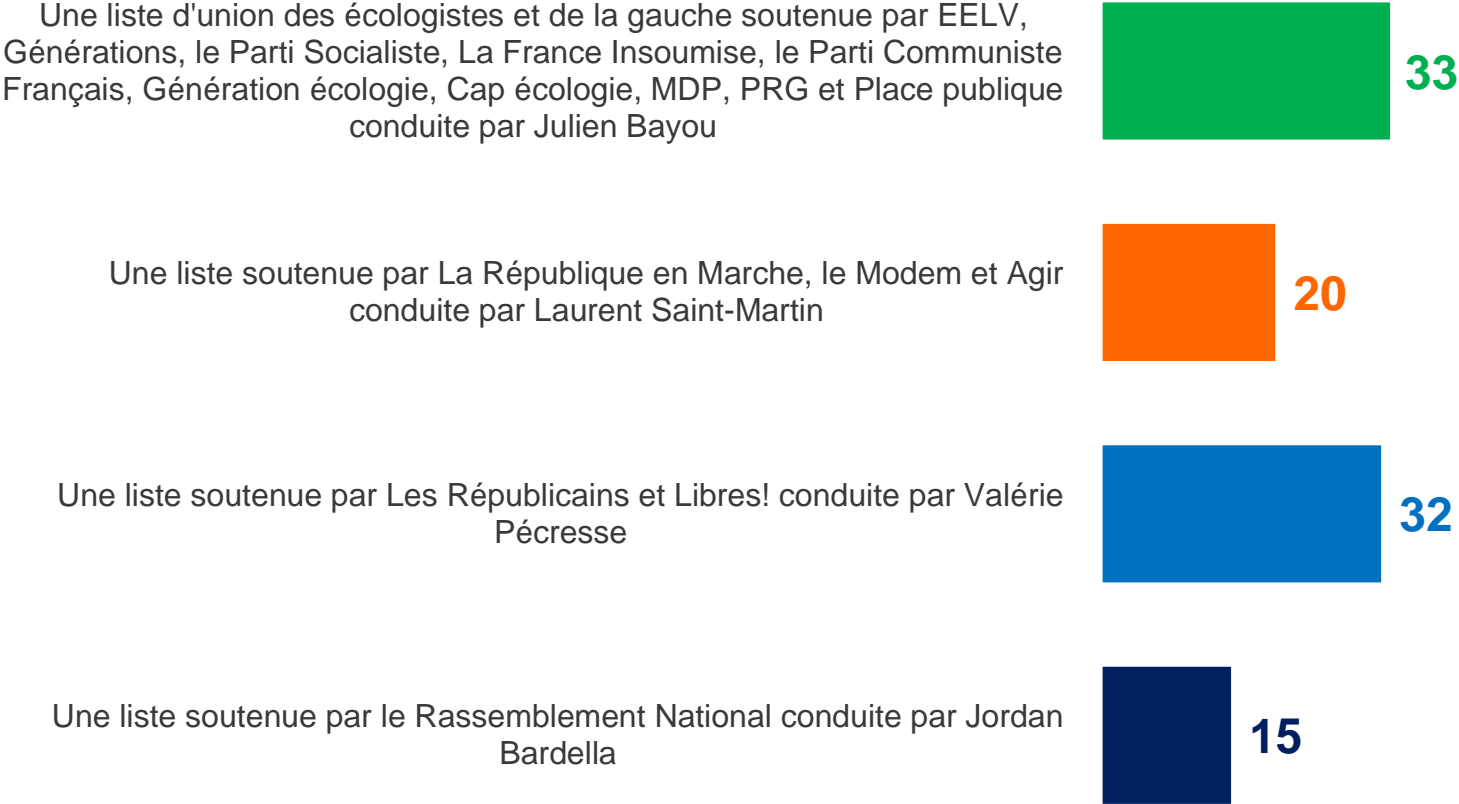 Une liste d'union des écologistes et de la gauche soutenue par EELV,
Générations, le Parti Socialiste, La France Insoumise, le Parti Communiste
Français, Génération écologie, Cap écologie, MDP, PRG et Place publique
conduite par Julien Bayou
33
Une liste soutenue par La République en Marche, le Modem et Agir
conduite par Laurent Saint-Martin
20
Une liste soutenue par Les Républicains et Libres! conduite par Valérie
Pécresse
32
Une liste soutenue par le Rassemblement National conduite par Jordan
Bardella
15